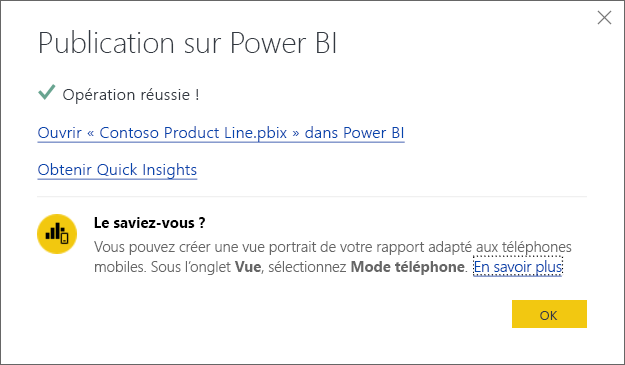 Publication sur Power BI
Opération réussie !
Ouvrir « Contoso Product Line.pbix » dans Power BI
Obtenir Quick Insights
Le saviez-vous ?
Vous pouvez créer une vue portrait de votre rapport adapté aux téléphones
mobiles. Sous l’onglet Vue, sélectionnez Mode téléphone. En savoir plus
OK